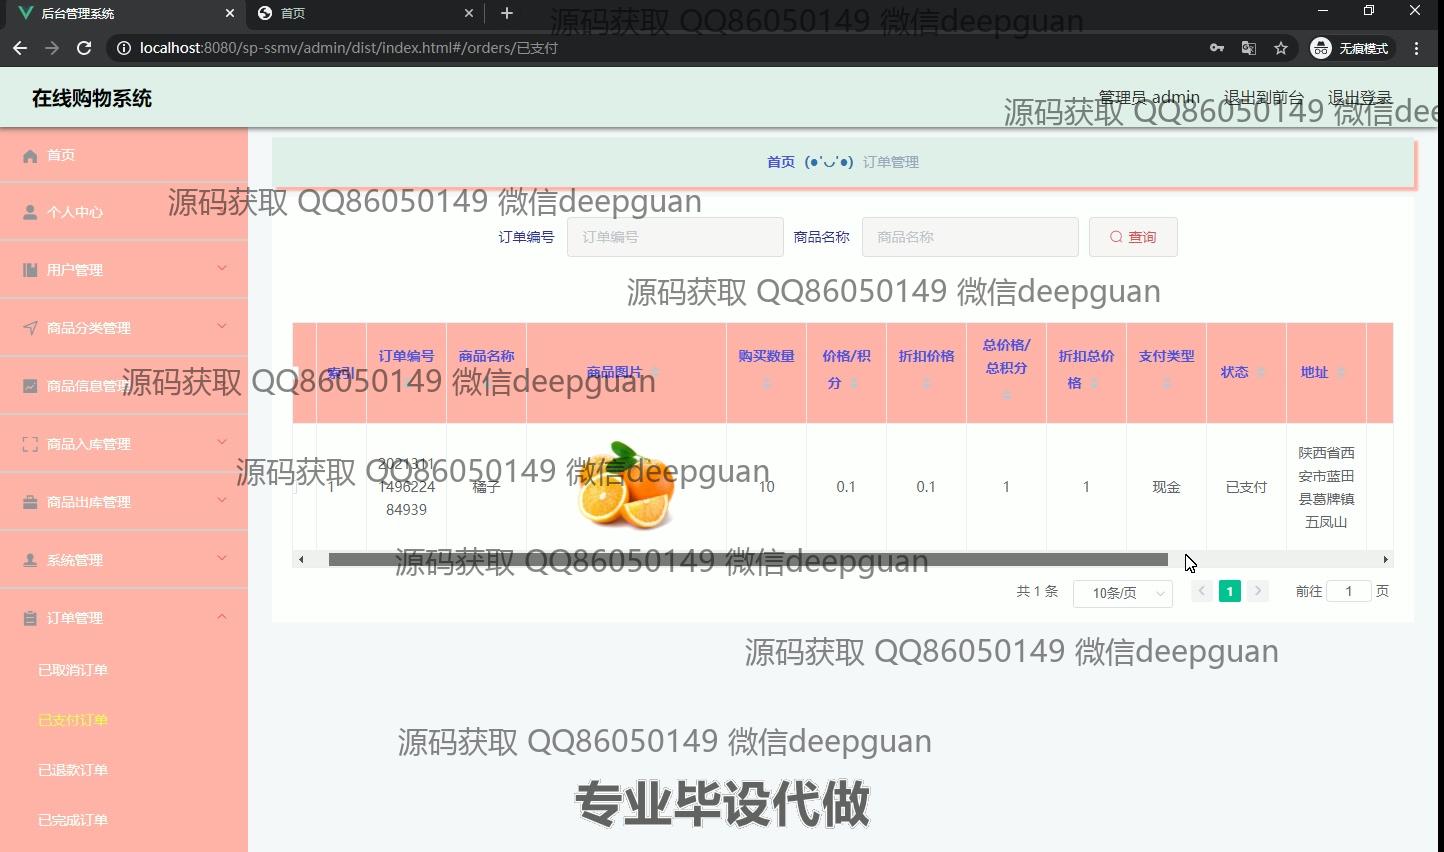 后台管理系统
首页
源码获取 QQ86050149 微信deepguan
localhost:8080/sp-ssmv/admin/dist/index.html#/orders/已支付
无痕模式
在线购物系统
管理员 admin
退出到前台
退出登录
源码获取 QQ86050149 微信dee
首页
首页 (●'◡'●) 订单管理
个人中心
源码获取 QQ86050149 微信deepguan
订单编号
订单编号
商品名称
商品名称
查询
用户管理
源码获取 QQ86050149 微信deepguan
商品分类管理
索引
订单编号
商品名称
商品图片
购买数量
价格/积
分
折扣价格
总价格/
总积分
折扣总价
格
支付类型
状态
地址
商品信息管理
源码获取 QQ86050149 微信deepguan
商品入库管理
源码获取 QQ86050149 微信deepguan
1
2021311
1496224
84939
橘子
10
0.1
0.1
1
1
现金
已支付
陕西省西
安市蓝田
县葛牌镇
五凤山
商品出库管理
系统管理
源码获取 QQ86050149 微信deepguan
共 1 条
10条/页
1
前往 1 页
订单管理
源码获取 QQ86050149 微信deepguan
已取消订单
已支付订单
源码获取 QQ86050149 微信deepguan
已退款订单
专业毕设代做
已完成订单